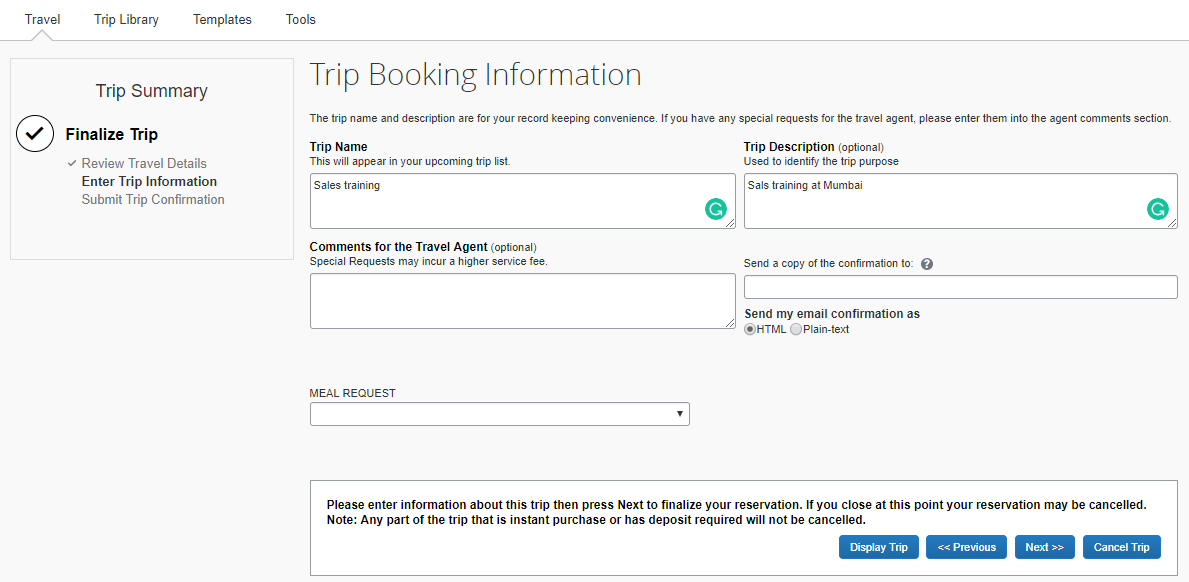 Travel Trip Library Templates Tools
Trip Summary
Finalize Trip
Review Travel Details
Enter Trip Information
Submit Trip Confirmation
Trip Booking Information
The trip name and description are for your record keeping convenience. If you have any special requests for the travel agent, please enter them into the agent comments section.
Trip Name
This will appear in your upcoming trip list.
Sales training
Trip Description (optional)
Used to identify the trip purpose
Sals training at Mumbai
Comments for the Travel Agent (optional)
Special Requests may incur a higher service fee.
Send a copy of the confirmation to: ?
Send my email confirmation as
HTML Plain-text
MEAL REQUEST
Please enter information about this trip then press Next to finalize your reservation. If you close at this point your reservation may be cancelled.
Note: Any part of the trip that is instant purchase or has deposit required will not be cancelled.
Display Trip << Previous Next >> Cancel Trip